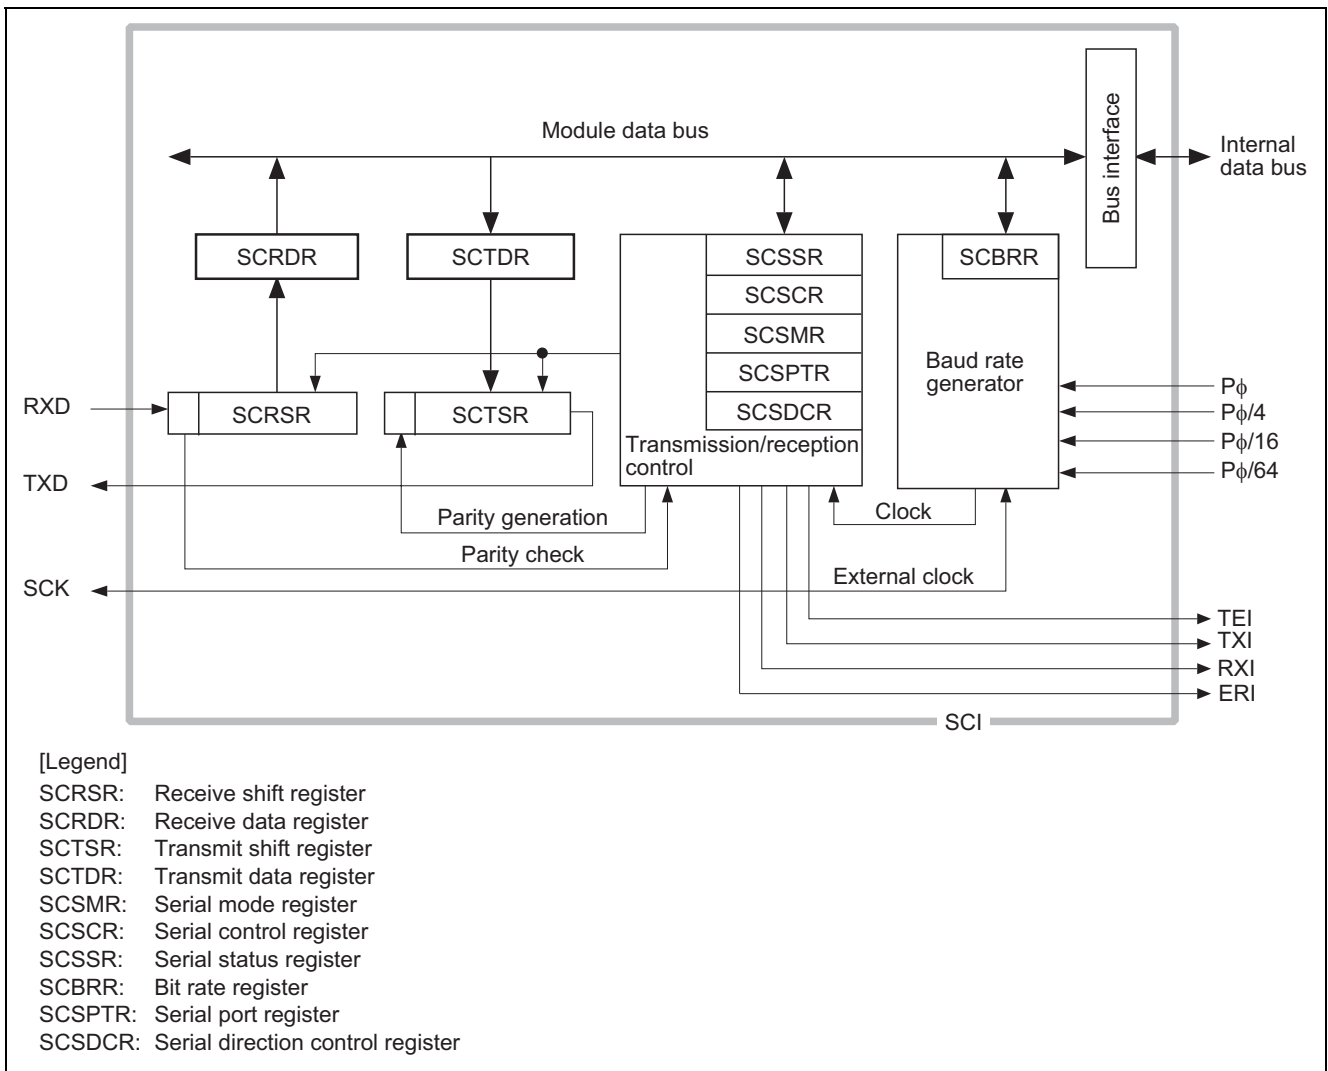 Module data bus
Bus interface
Internal
data bus
SCRDR
SCTDR
SCSSR
SCBRR
SCSCR
SCSMR
Baud rate
generator
SCSPTR
Pϕ
RXD
SCRSR
SCTSR
SCSDCR
Pϕ/4
Transmission/reception
control
Pϕ/16
Pϕ/64
TXD
Parity generation
Clock
Parity check
External clock
SCK
TEI
TXI
RXI
ERI
SCI
[Legend]
SCRSR: Receive shift register
SCRDR: Receive data register
SCTSR: Transmit shift register
SCTDR: Transmit data register
SCSMR: Serial mode register
SCSCR: Serial control register
SCSSR: Serial status register
SCBRR: Bit rate register
SCSPTR: Serial port register
SCSDCR: Serial direction control register